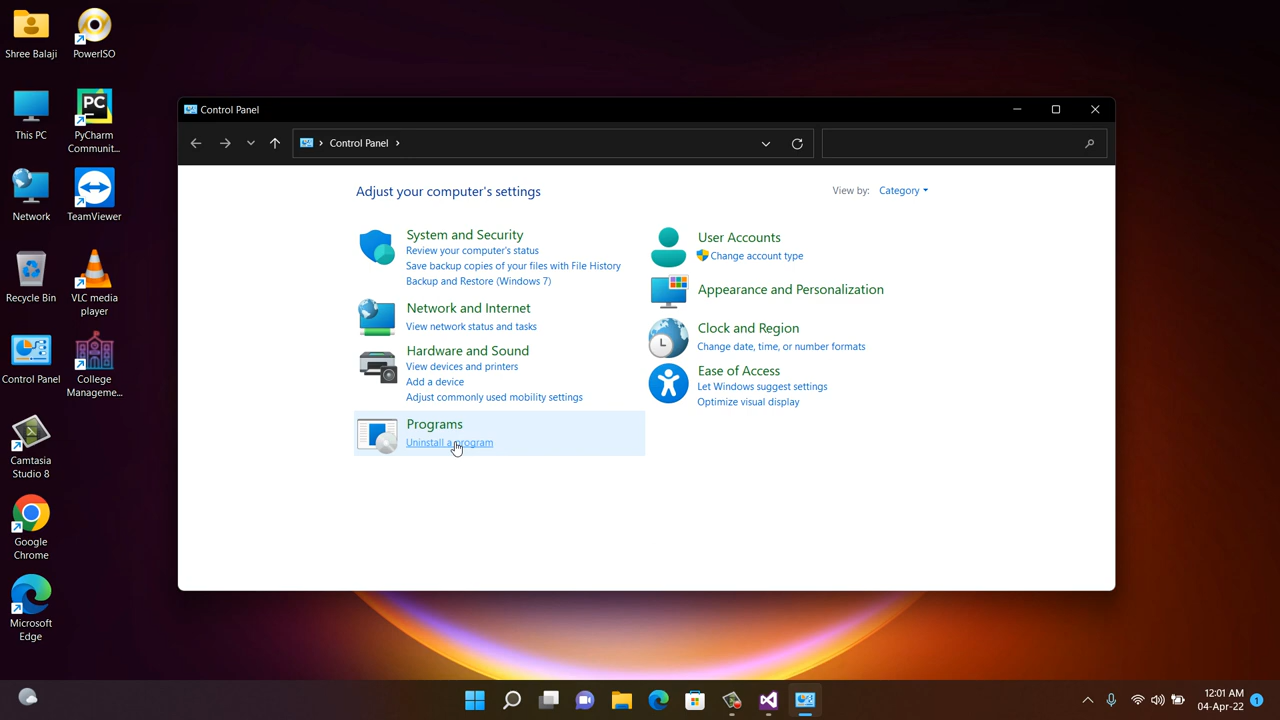 Shree Balaji
PowerISO
This PC
PC
PyCharm
Communit...
Network
TeamViewer
Recycle Bin
VLC media
player
Control Panel
College
Manageme...
Camtasia
Studio 8
Google
Chrome
Microsoft
Edge
Control Panel
Control Panel
Adjust your computer's settings
View by: Category
System and Security
Review your computer's status
Save backup copies of your files with File History
Backup and Restore (Windows 7)
Network and Internet
View network status and tasks
Hardware and Sound
View devices and printers
Add a device
Adjust commonly used mobility settings
Programs
Uninstall a program
User Accounts
Change account type
Appearance and Personalization
Clock and Region
Change date, time, or number formats
Ease of Access
Let Windows suggest settings
Optimize visual display
12:01 AM
04-Apr-22
1